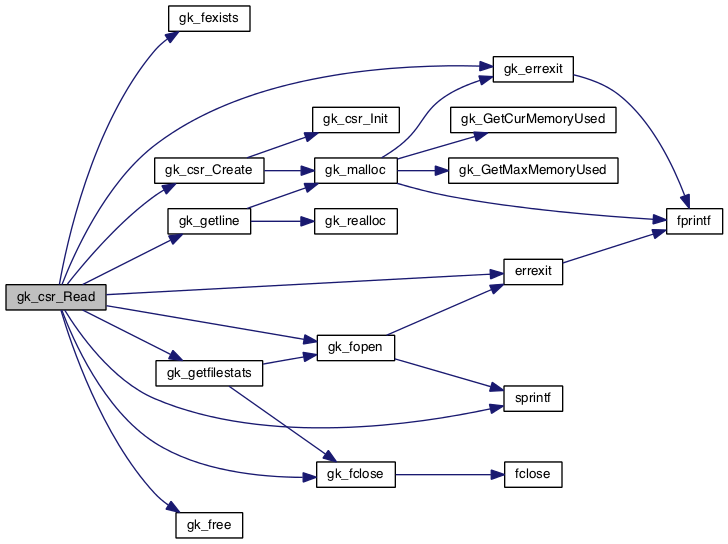 gk_fexists
gk_errexit
gk_csr_Init
gk_GetCurMemoryUsed
gk_csr_Create
gk_malloc
gk_GetMaxMemoryUsed
gk_getline
gk_realloc
fprintf
errexit
gk_csr_Read
gk_fopen
gk_getfilestats
sprintf
gk_fclose
fclose
gk_free